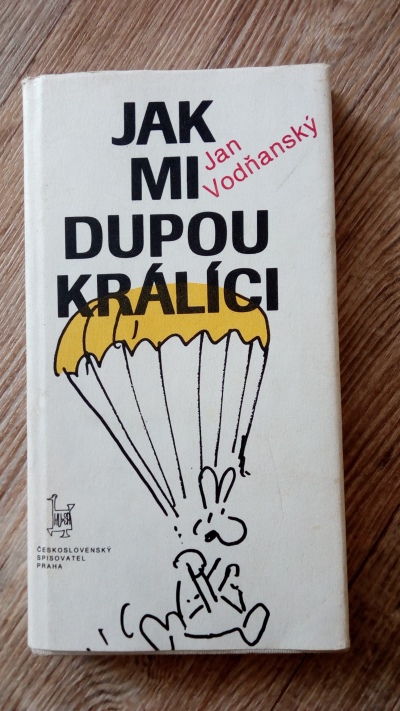 JAK
MI
DUPOU
KRÁLÍCI
Jan
Vodňanský
ČESKOSLOVENSKÝ
SPISOVATEL
PRAHA